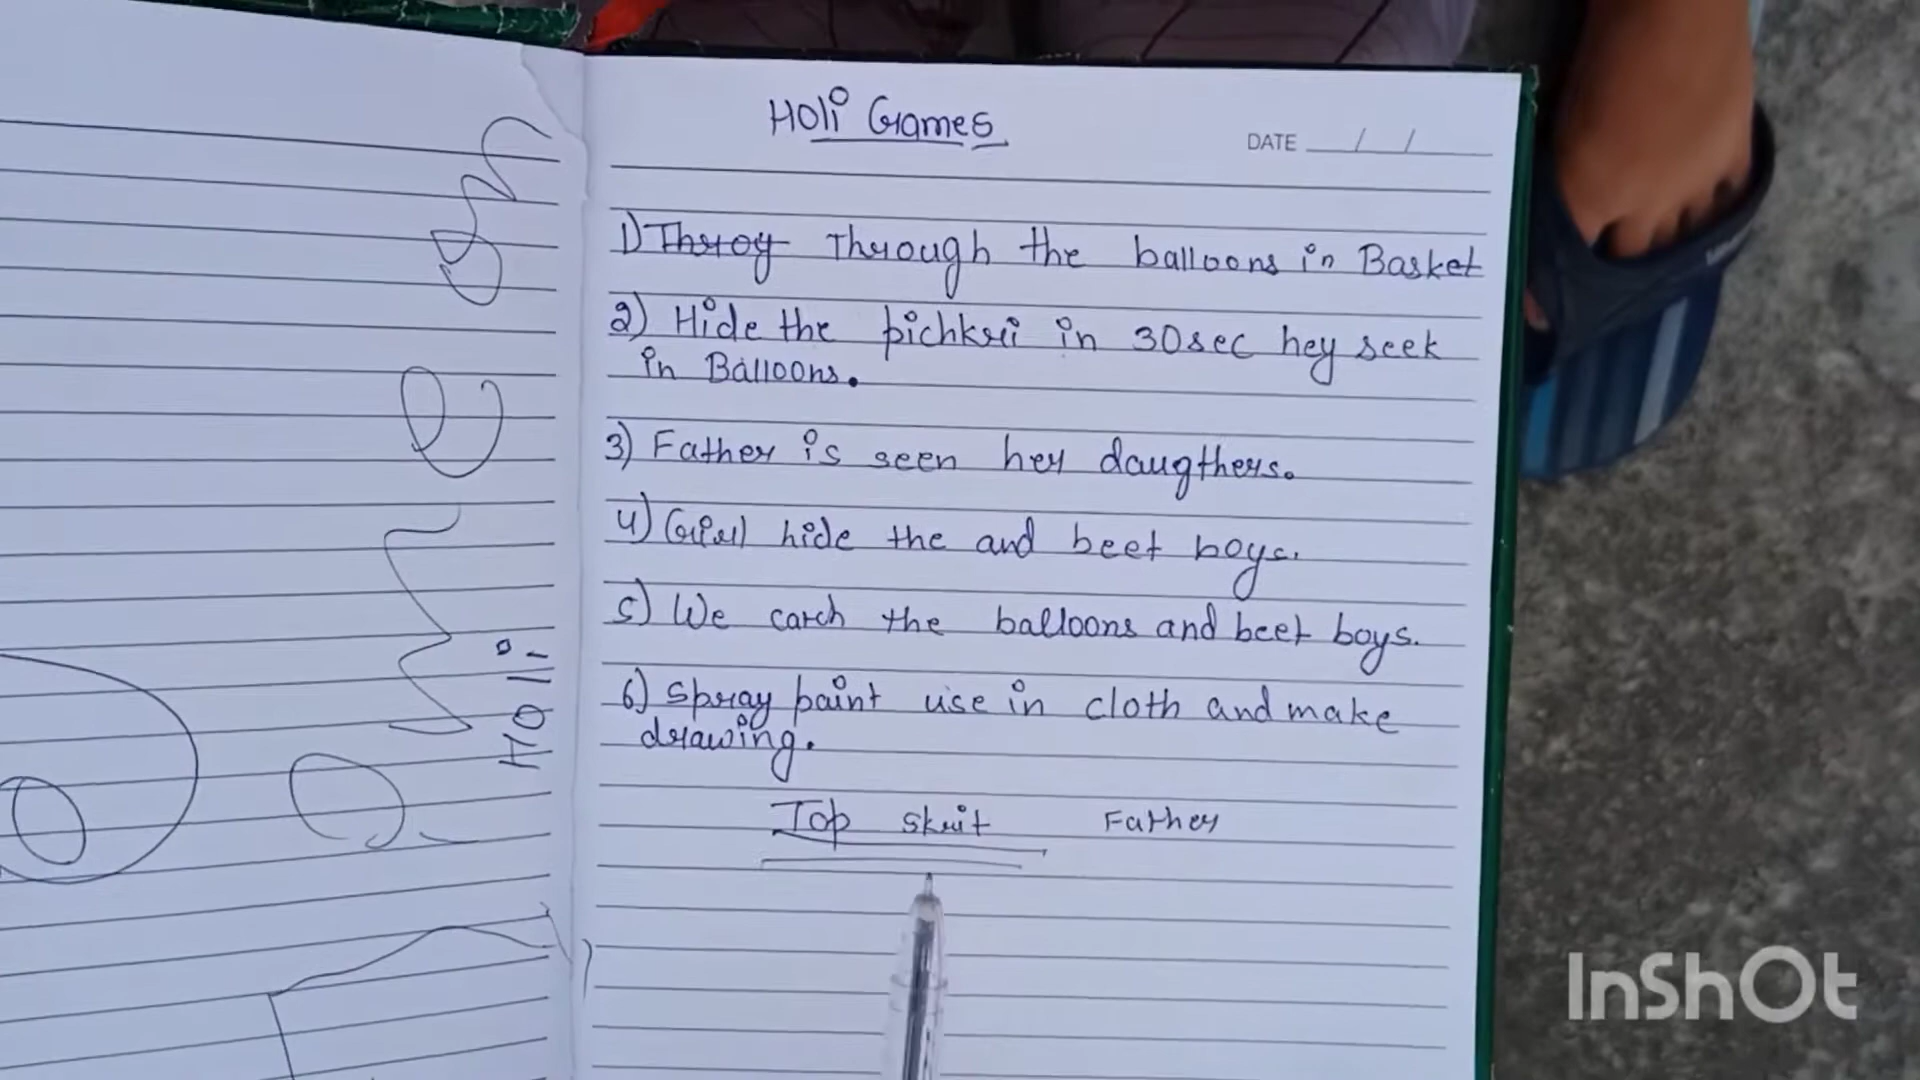 Holi Games
DATE / /
1) Throy Through the balloons in Basket
2) Hide the pichkri in 30sec hey seek
in Balloons.
3) Father is seen her daugthers.
4) Girl hide the and beet boys.
5) We catch the balloons and beet boys.
6) Spray paint use in cloth and make
drawing.
Top skrit Father
Holi
InShOt